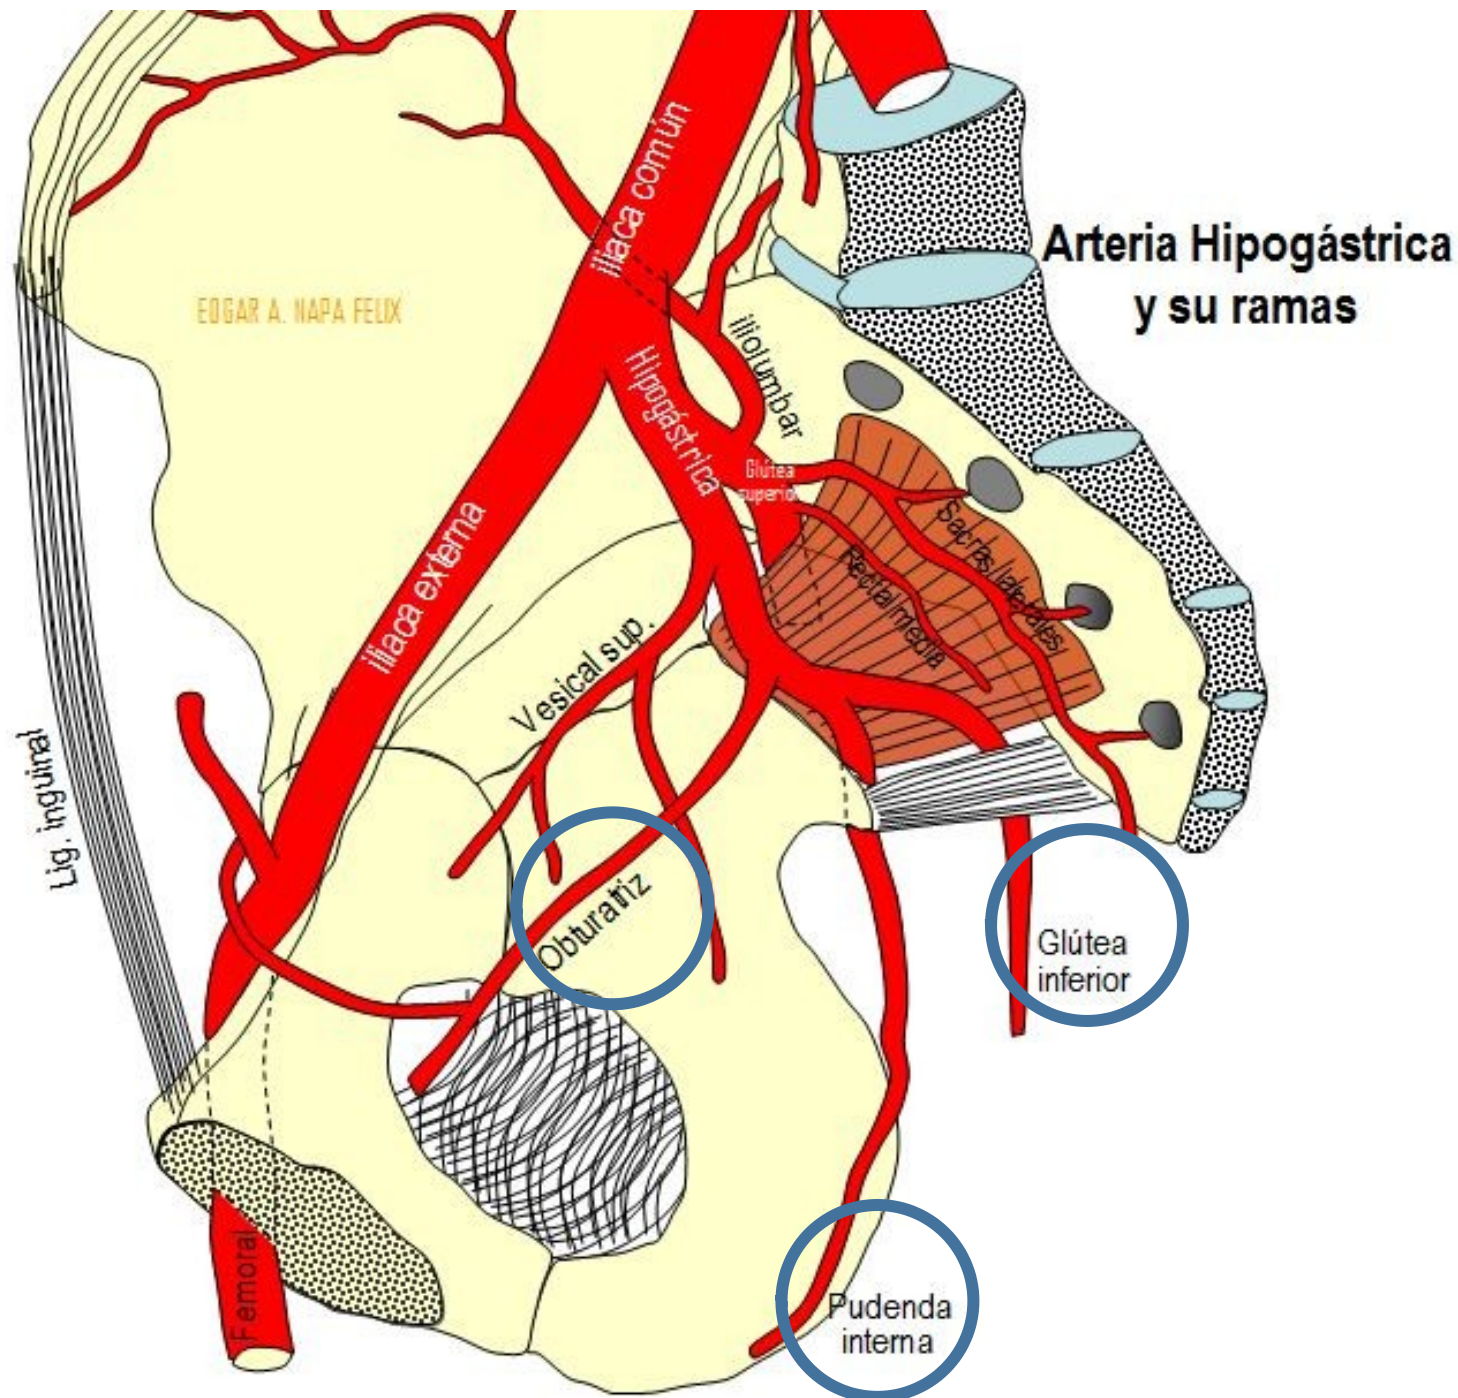 iliaca común
Arteria Hipogástrica
y su ramas
EDGAR A. NAPA FELIX
iliolumbar
Hipogástrica
Glútea
superior
Sacras laterales
Rectal media
iliaca externa
Vesical sup.
Lig. inguinal
Obturatriz
Glútea
inferior
Femoral
Pudenda
interna